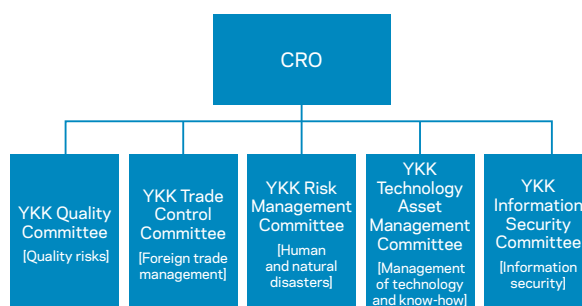 CRO
YKK Quality
Committee
[Quality risks]
YKK Trade
Control
Committee
[Foreign trade
management]
YKK Risk
Management
Committee
[Human
and natural
disasters]
YKK
Technology
Asset
Management
Committee
[Management
of technology
and know-how]
YKK
Information
Security
Committee
[Information
security]